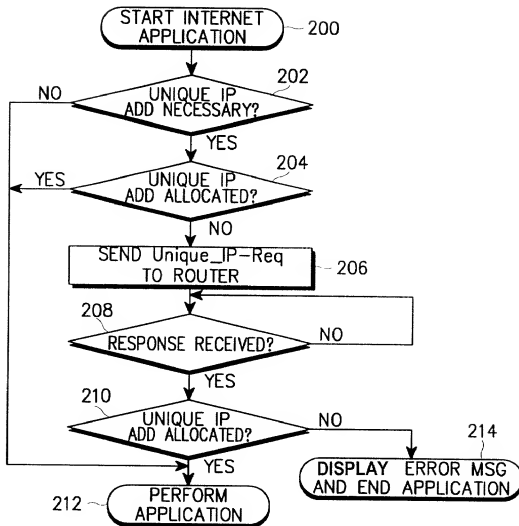 START INTERNET
APPLICATION
200
202
NO
UNIQUE IP
ADD NECESSARY?
YES
204
YES
UNIQUE IP
ADD ALLOCATED?
NO
SEND Unique_IP-Req
TO ROUTER
206
208
RESPONSE RECEIVED?
NO
YES
210
UNIQUE IP
ADD ALLOCATED?
NO
214
YES
DISPLAY ERROR MSG
AND END APPLICATION
212
PERFORM
APPLICATION